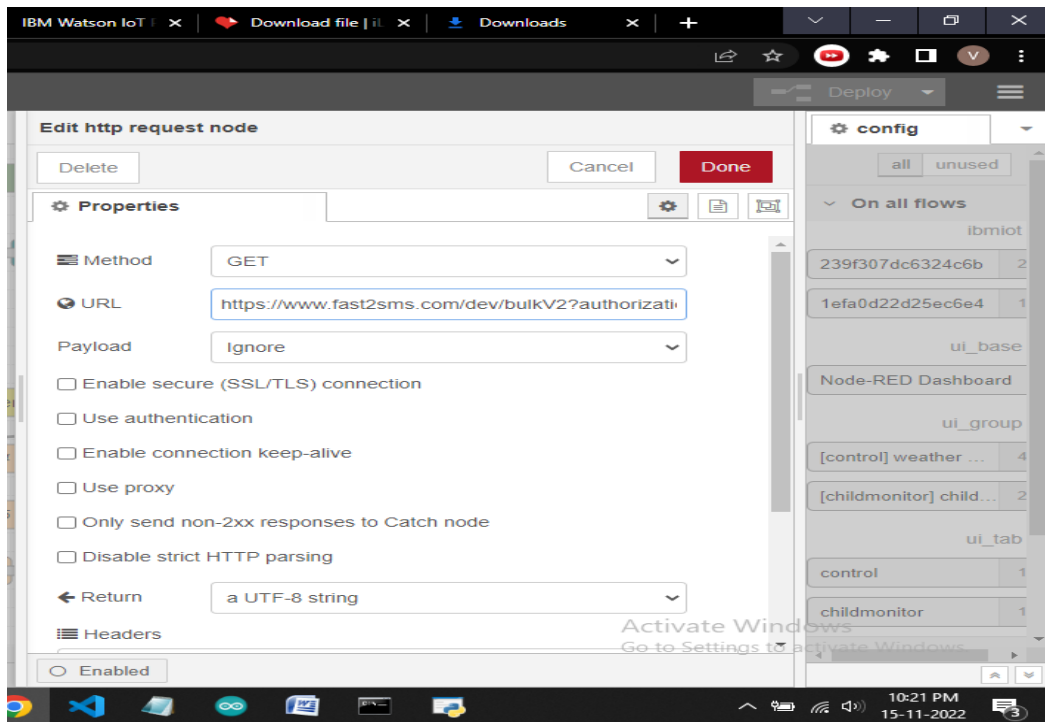 IBM Watson IoT Download file | iL Downloads
Deploy
Edit http request node
Delete Cancel Done
Properties
Method GET
URL https://www.fast2sms.com/dev/bulkV2?authorizati
Payload Ignore
Enable secure (SSL/TLS) connection
Use authentication
Enable connection keep-alive
Use proxy
Only send non-2xx responses to Catch node
Disable strict HTTP parsing
Return a UTF-8 string
Headers
Enabled
config
all unused
On all flows
ibmiot
239f307dc6324c6b 2
1efa0d22d25ec6e4 1
ui_base
Node-RED Dashboard
ui_group
[control] weather ... 4
[childmonitor] child... 2
ui_tab
control 1
childmonitor 1
Activate Windows
Go to Settings to activate Windows.
V
10:21 PM
15-11-2022
3